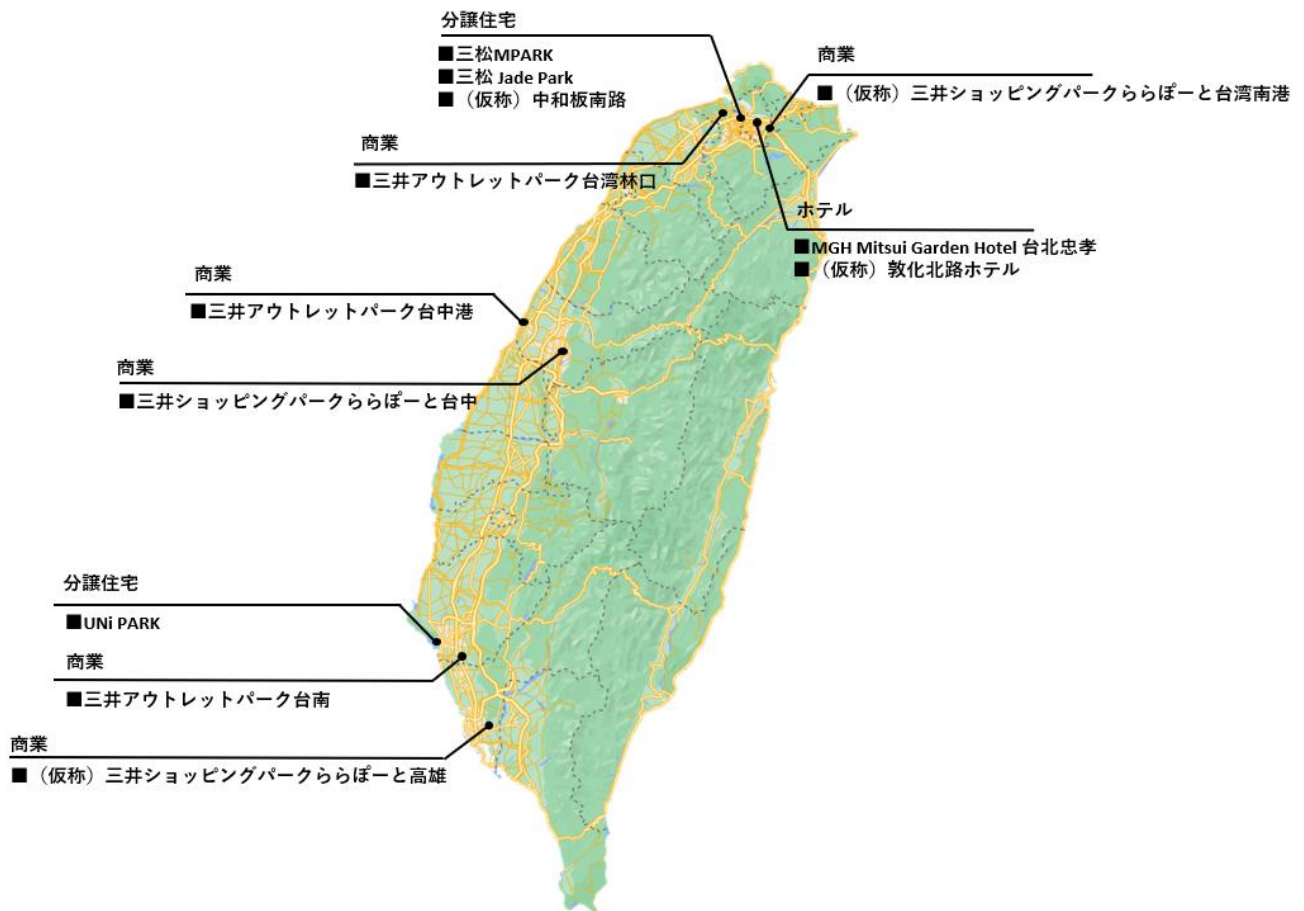 分譲住宅
■三松MPARK
■三松 Jade Park
■（仮称）中和板南路
商業
■（仮称）三井ショッピングパークららぽーと台湾南港
商業
■三井アウトレットパーク台湾林口
ホテル
■MGH Mitsui Garden Hotel 台北忠孝
■（仮称）敦化北路ホテル
商業
■三井アウトレットパーク台中港
商業
■三井ショッピングパークららぽーと台中
分譲住宅
■UNi PARK
商業
■三井アウトレットパーク台南
商業
■（仮称）三井ショッピングパークららぽーと高雄